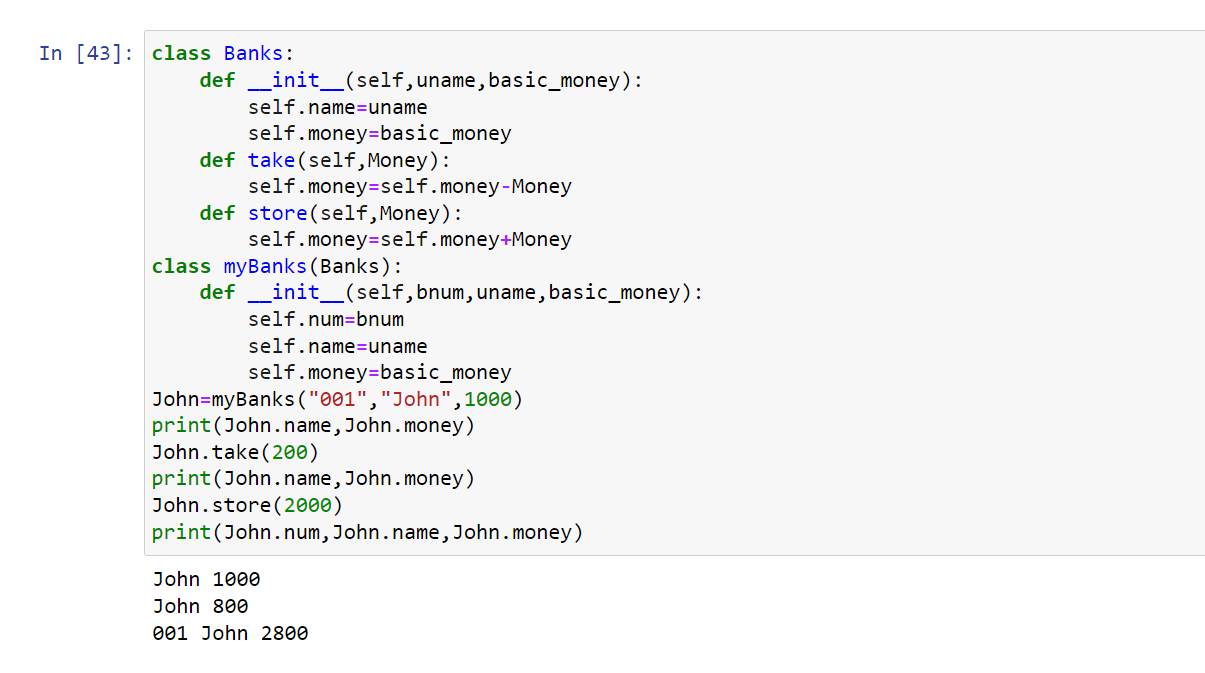 In [43]:
class Banks:
    def __init__(self,uname,basic_money):
        self.name=uname
        self.money=basic_money
    def take(self,Money):
        self.money=self.money-Money
    def store(self,Money):
        self.money=self.money+Money
class myBanks(Banks):
    def __init__(self,bnum,uname,basic_money):
        self.num=bnum
        self.name=uname
        self.money=basic_money
John=myBanks("001","John",1000)
print(John.name,John.money)
John.take(200)
print(John.name,John.money)
John.store(2000)
print(John.num,John.name,John.money)
John 1000
John 800
001 John 2800